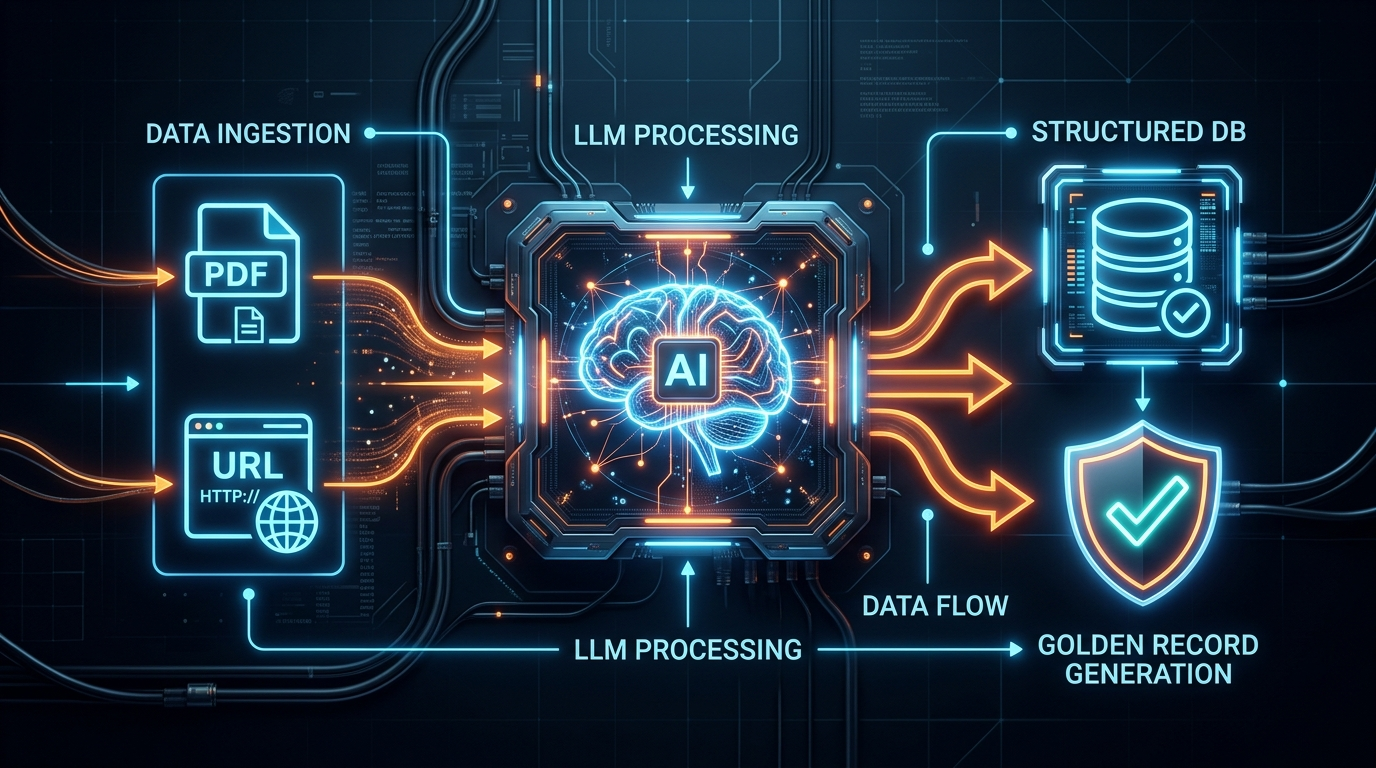 DATA INGESTION
LLM PROCESSING
STRUCTURED DB
PDF
AI
URL
HTTP://
DATA FLOW
LLM PROCESSING
GOLDEN RECORD
GENERATION